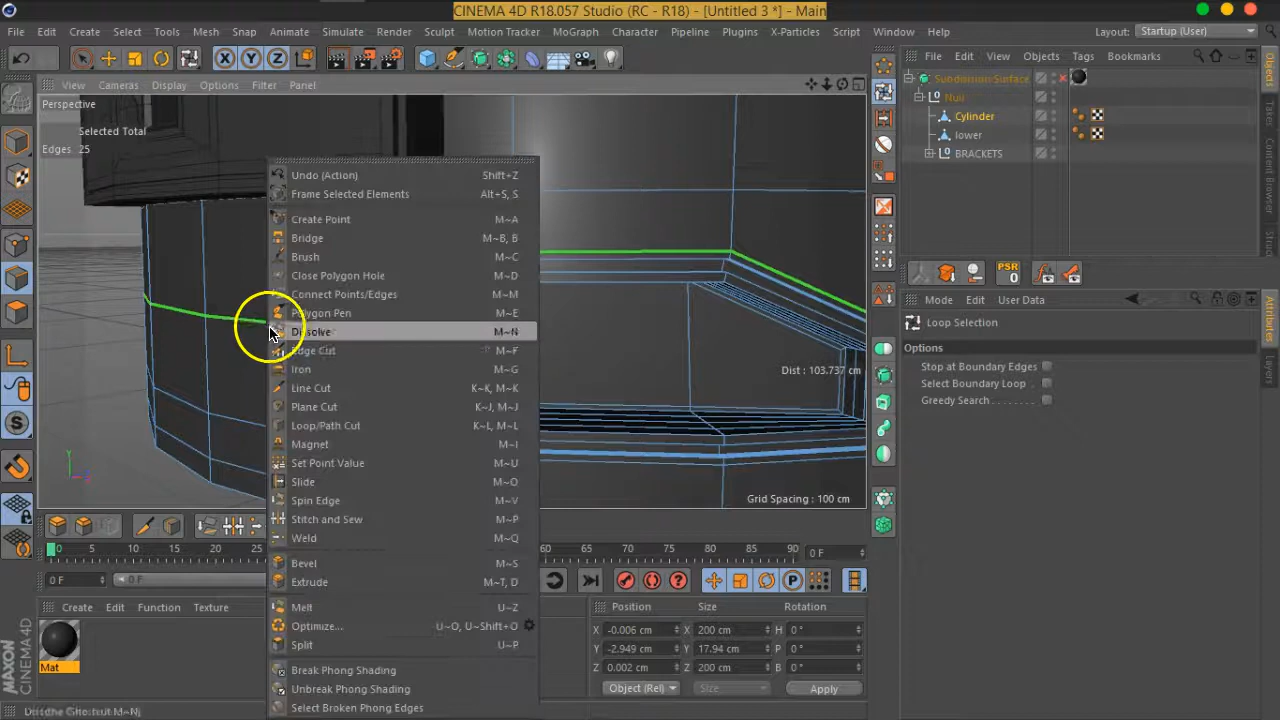 CINEMA 4D R18.057 Studio (RC - R18) - [Untitled 3 *] - Main
File Edit Create Select Tools Mesh Snap Animate Simulate Render Sculpt Motion Tracker MoGraph Character Pipeline Plugins X-Particles Script Window Help Layout: Startup (User)
X Y Z
File Edit View Objects Tags Bookmarks
View Cameras Display Options Filter Panel
Perspective
Selected Total
Edges 25
Subdivision Surface
Null
Cylinder
lower
BRACKETS
Undo (Action) Shift+Z
Frame Selected Elements Alt+S, S
Create Point M~A
Bridge M~B, B
Brush M~C
Close Polygon Hole M~D
Connect Points/Edges M~M
Polygon Pen M~E
Dissolve M~N
Edge Cut M~F
Iron M~G
Line Cut K~K, M~K
Plane Cut K~J, M~J
Loop/Path Cut K~L, M~L
Magnet M~I
Set Point Value M~U
Slide M~O
Spin Edge M~V
Stitch and Sew M~P
Weld M~Q
Bevel M~S
Extrude M~T, D
Melt U~Z
Optimize... U~O, U~Shift+O
Split U~P
Break Phong Shading
Unbreak Phong Shading
Select Broken Phong Edges
Dist : 103.737 cm
Grid Spacing : 100 cm
PSR
0
Mode Edit User Data
Loop Selection
Options
Stop at Boundary Edges
Select Boundary Loop
Greedy Search
Objects
Takes
Content Browser
Attributes
Layers
0 5 10 15 20 25 60 65 70 75 80 85 90 0 F
0 F 0 F
P
Create Edit Function Texture
Mat
Position Size Rotation
X -0.006 cm X 200 cm H 0 °
Y -2.949 cm Y 17.94 cm P 0 °
Z 0.002 cm Z 200 cm B 0 °
Object (Rel) Size Apply
MAXON
CINEMA 4D